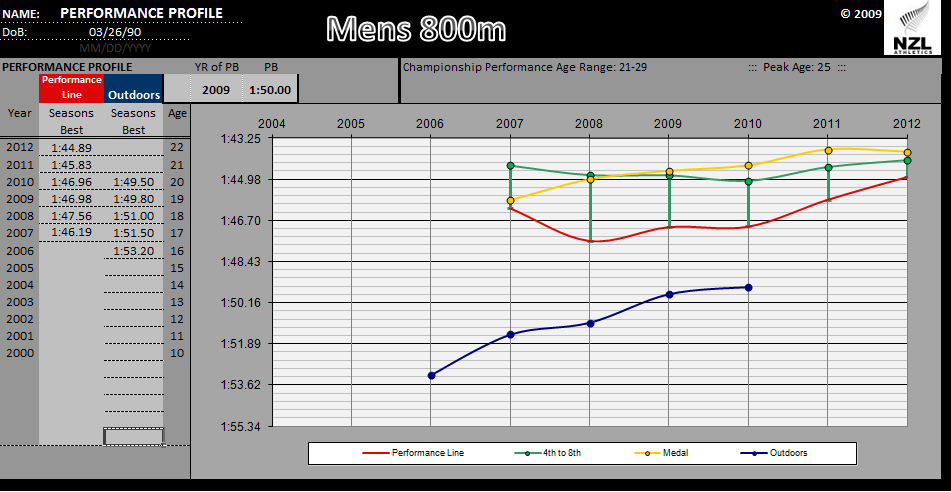 NAME: PERFORMANCE PROFILE
DoB: 03/26/90
MM/DD/YYYY
Mens 800m
© 2009
NZL
ATHLETICS
PERFORMANCE PROFILE YR of PB PB
2009 1:50.00
Championship Performance Age Range: 21-29 ::: Peak Age: 25 :::
Performance
Line Outdoors
Year Seasons Seasons Age
Best Best
2012 1:44.89 22
2011 1:45.83 21
2010 1:46.96 1:49.50 20
2009 1:46.98 1:49.80 19
2008 1:47.56 1:51.00 18
2007 1:46.19 1:51.50 17
2006 1:53.20 16
2005 15
2004 14
2003 13
2002 12
2001 11
2000 10
2004 2005 2006 2007 2008 2009 2010 2011 2012
1:43.25
1:44.98
1:46.70
1:48.43
1:50.16
1:51.89
1:53.62
1:55.34
Performance Line 4th to 8th Medal Outdoors